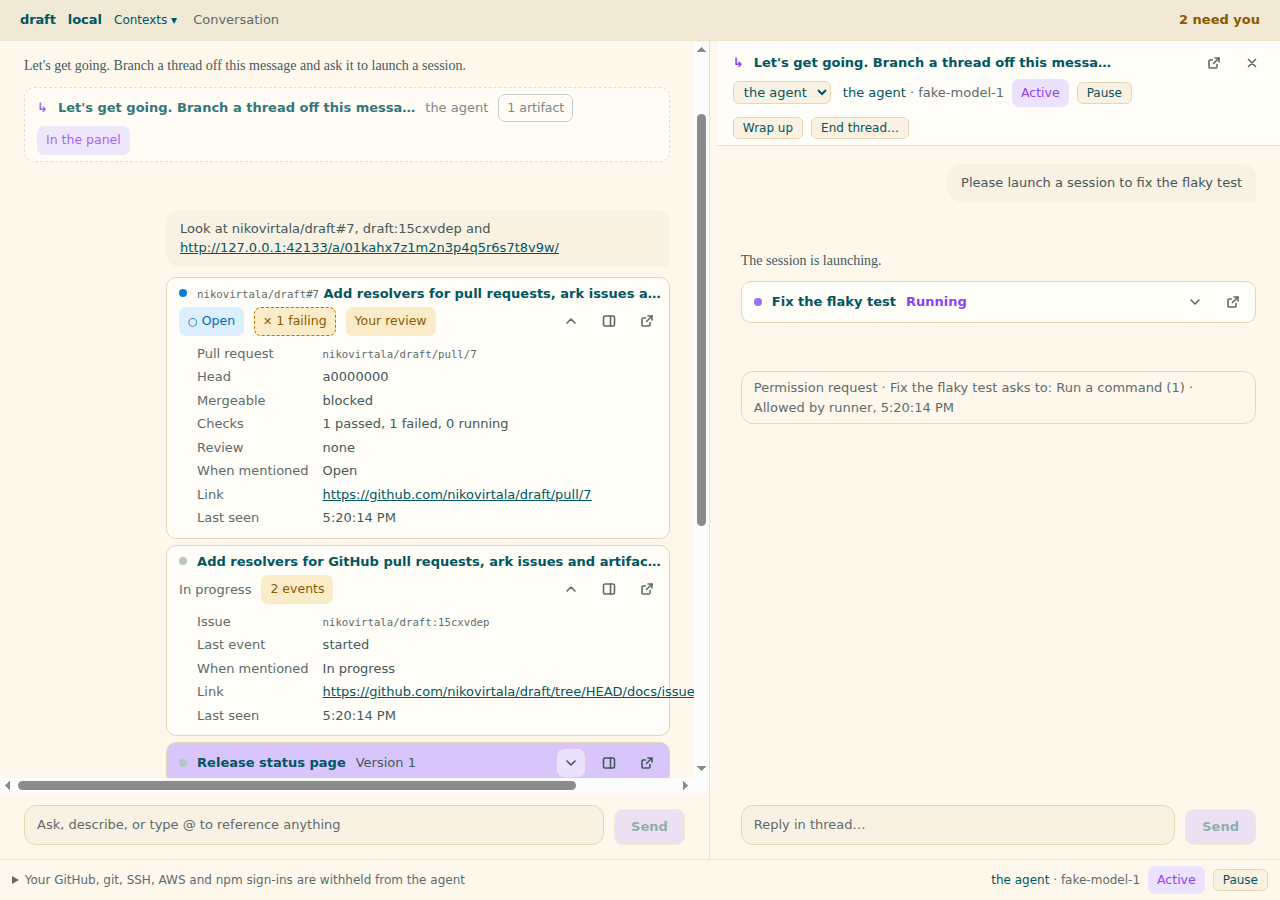 draft local Contexts ▾ Conversation
2 need you
Let's get going. Branch a thread off this message and ask it to launch a session.
↳ Let's get going. Branch a thread off this messa… the agent 1 artifact
In the panel
Look at nikovirtala/draft#7, draft:15cxvdep and
http://127.0.0.1:42133/a/01kahx7z1m2n3p4q5r6s7t8v9w/
nikovirtala/draft#7 Add resolvers for pull requests, ark issues a…
○ Open × 1 failing Your review
Pull request nikovirtala/draft/pull/7
Head a0000000
Mergeable blocked
Checks 1 passed, 1 failed, 0 running
Review none
When mentioned Open
Link https://github.com/nikovirtala/draft/pull/7
Last seen 5:20:14 PM
Add resolvers for GitHub pull requests, ark issues and artifac…
In progress 2 events
Issue nikovirtala/draft:15cxvdep
Last event started
When mentioned In progress
Link https://github.com/nikovirtala/draft/tree/HEAD/docs/issue
Last seen 5:20:14 PM
Release status page Version 1
Ask, describe, or type @ to reference anything
Send
↳ Let's get going. Branch a thread off this messa…
the agent the agent · fake-model-1 Active Pause
Wrap up End thread…
Please launch a session to fix the flaky test
The session is launching.
Fix the flaky test Running
Permission request · Fix the flaky test asks to: Run a command (1) ·
Allowed by runner, 5:20:14 PM
Reply in thread…
Send
▶ Your GitHub, git, SSH, AWS and npm sign-ins are withheld from the agent
the agent · fake-model-1 Active Pause